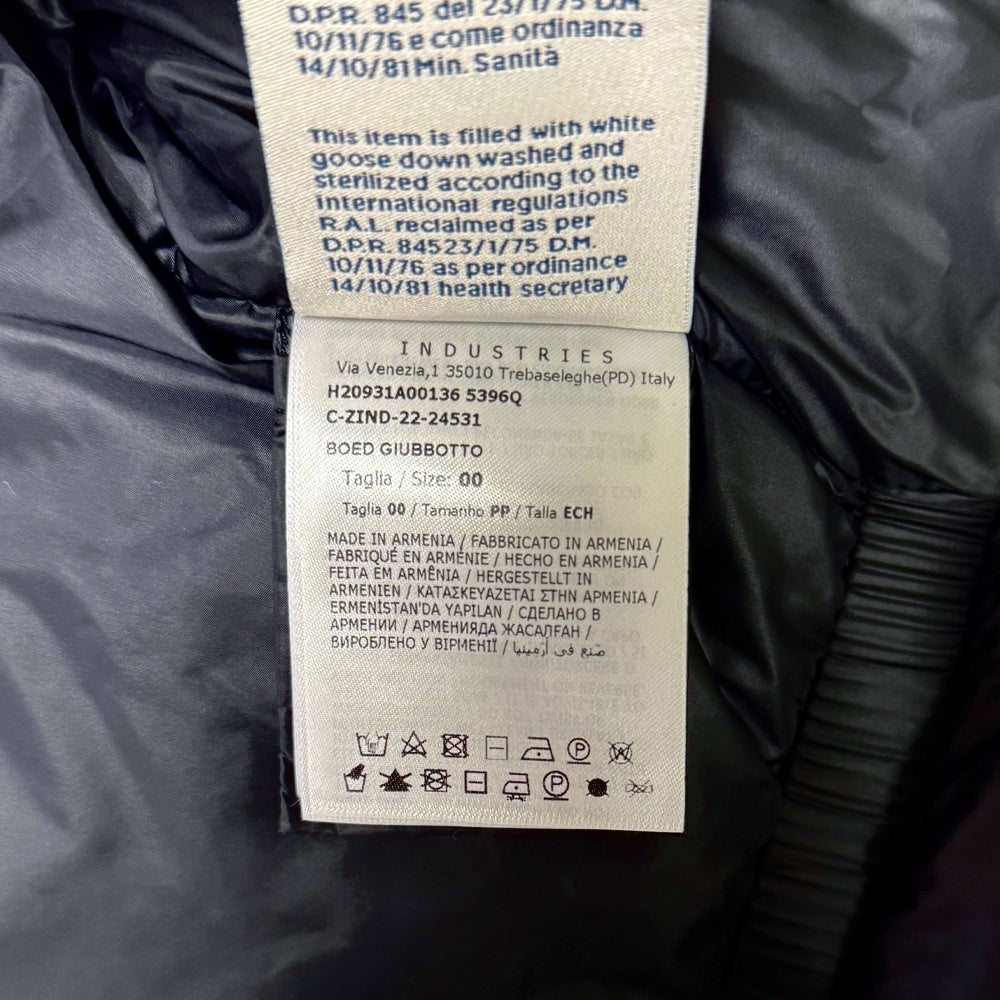 D.P.R. 845 del 23/1/75 D.M.
10/11/76 e come ordinanza
14/10/81 Min. Sanità
This item is filled with white
goose down washed and
sterilized according to the
international regulations
R.A.L. reclaimed as per
D.P.R. 84523/1/75 D.M.
10/11/76 as per ordinance
14/10/81 health secretary
INDUSTRIES
Via Venezia,1 35010 Trebaseleghe(PD) Italy
H20931A00136 5396Q
C-ZIND-22-24531
BOED GIUBBOTTO
Taglia / Size: 00
Taglia 00 / Tamanho PP / Talla ECH
MADE IN ARMENIA / FABBRICATO IN ARMENIA /
FABRIQUÉ EN ARMÉNIE / HECHO EN ARMENIA /
FEITA EM ARMÊNIA / HERGESTELLT IN
ARMENIEN / ΚΑΤΑΣΚΕΥΑΖΕΤΑΙ ΣΤΗΝ ΑΡΜΕΝΙΑ /
ERMENİSTAN'DA YAPILAN / СДЕЛАНО В
АРМЕНИИ / АРМЕНИЯДА ЖАСАЛҒАН /
ВИРОБЛЕНО У ВІРМЕНІЇ / صنع في أرمينيا